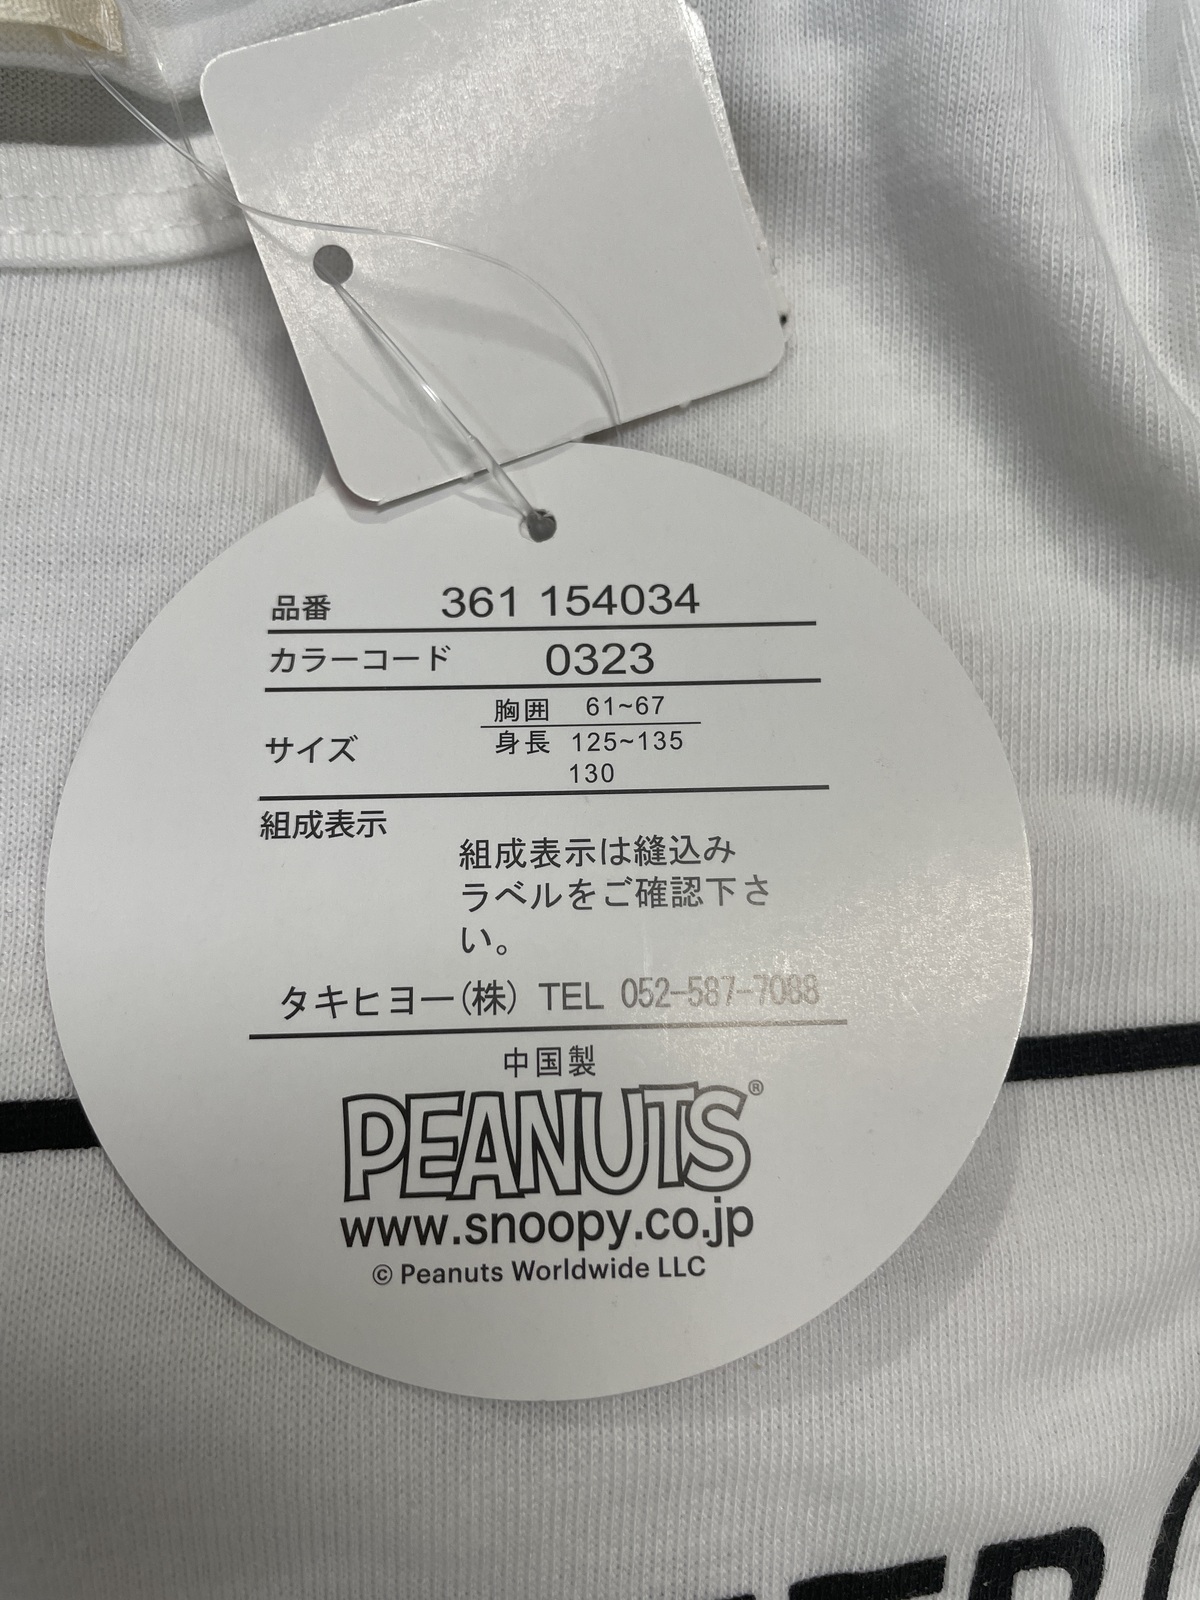 品番 361 154034
カラーコード 0323
サイズ 胸囲 61~67
身長 125~135
130
組成表示
組成表示は縫込み
ラベルをご確認下さ
い。
タキヒヨー(株) TEL 052-587-7088
中国製
PEANUTS®
www.snoopy.co.jp
© Peanuts Worldwide LLC